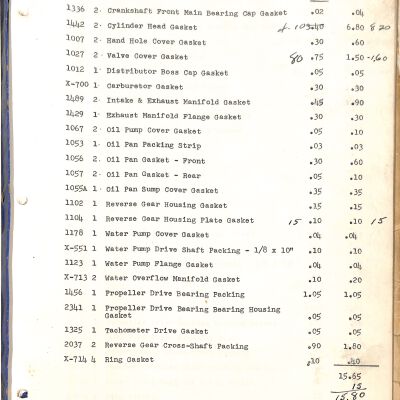 1336 2 Crankshaft Front Main Bearing Cap Gasket .02 .04
1442 2 Cylinder Head Gasket 6.80 820
1007 2 Hand Hole Cover Gasket .30 .60
1027 2 Valve Cover Gasket 80 .75 1.50 -1.60
1012 1 Distributor Boss Cap Gasket .05 .05
X-700 1 Carburetor Gasket .30 .30
1489 2 Intake & Exhaust Manifold Gasket .45 .90
1429 1 Exhaust Manifold Flange Gasket .30 .30
1067 2 Oil Pump Cover Gasket .05 .10
1053 1 Oil Pan Packing Strip .03 .03
1056 2 Oil Pan Gasket - Front .30 .60
1057 2 Oil Pan Gasket - Rear .05 .10
1055A 1 Oil Pan Sump Cover Gasket .35 .35
1102 1 Reverse Gear Housing Gasket .15 .15
1104 1 Reverse Gear Housing Plate Gasket 15 .10 .10 15
1178 1 Water Pump Cover Gasket .04 .04
X-551 1 Water Pump Drive Shaft Packing - 1/8 x 10" .10 .10
1123 1 Water Pump Flange Gasket .04 .04
X-713 2 Water Overflow Manifold Gasket .10 .20
1456 1 Propeller Drive Bearing Packing 1.05 1.05
2341 1 Propeller Drive Bearing Bearing Housing
Gasket .05 .05
1325 1 Tachometer Drive Gasket .05 .05
2037 2 Reverse Gear Cross-Shaft Packing .90 1.80
X-714 4 Ring Gasket .10 .40
15.65
15
15.80